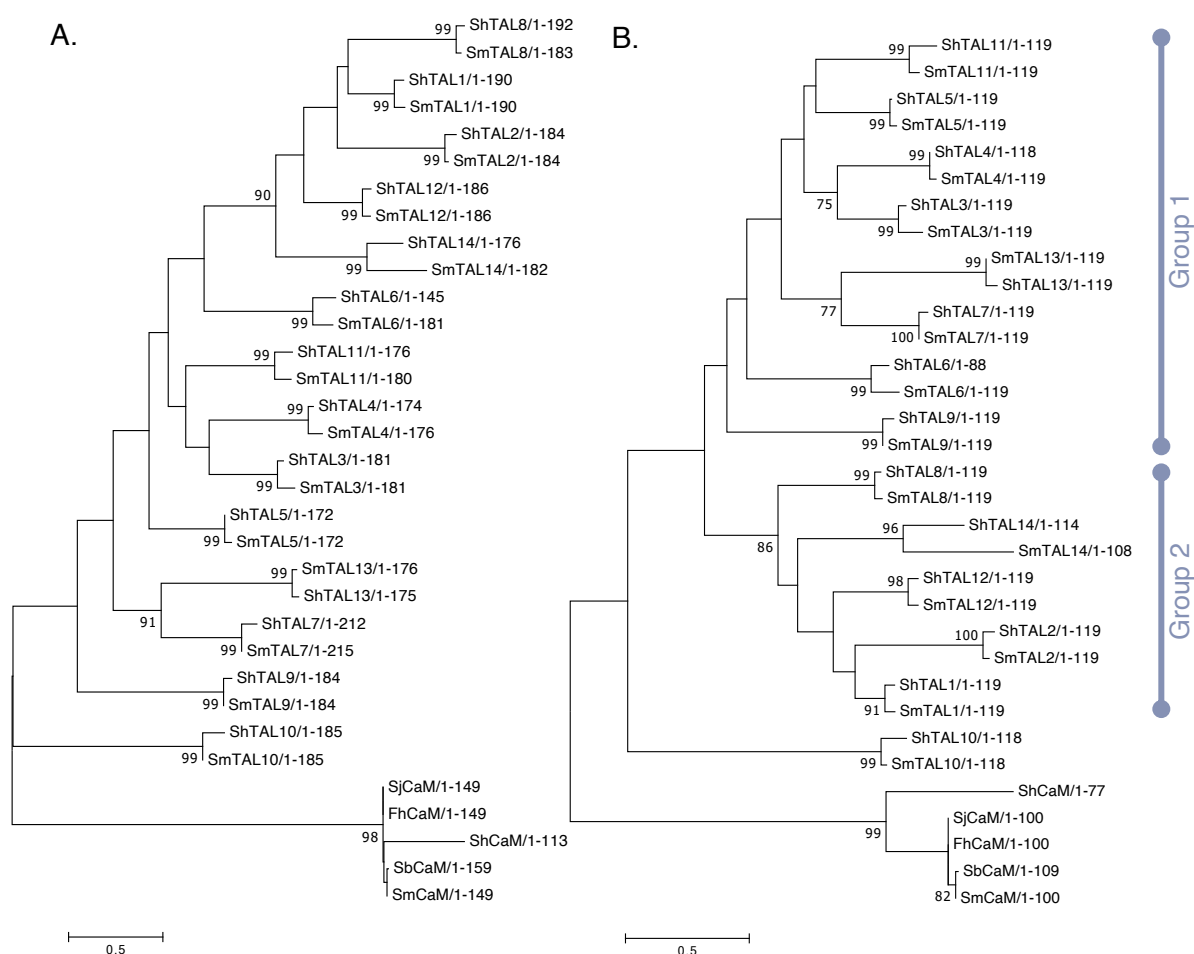 A.
99
ShTAL8/1-192
SmTAL8/1-183
ShTAL1/1-190
99
SmTAL1/1-190
ShTAL2/1-184
99
SmTAL2/1-184
90
ShTAL12/1-186
99
SmTAL12/1-186
ShTAL14/1-176
99
SmTAL14/1-182
ShTAL6/1-145
99
SmTAL6/1-181
99
ShTAL11/1-176
SmTAL11/1-180
99
ShTAL4/1-174
SmTAL4/1-176
ShTAL3/1-181
99
SmTAL3/1-181
ShTAL5/1-172
99
SmTAL5/1-172
99
SmTAL13/1-176
ShTAL13/1-175
91
ShTAL7/1-212
99
SmTAL7/1-215
ShTAL9/1-184
99
SmTAL9/1-184
ShTAL10/1-185
99
SmTAL10/1-185
SjCaM/1-149
FhCaM/1-149
98
ShCaM/1-113
SbCaM/1-159
SmCaM/1-149
0.5
B.
99
ShTAL11/1-119
SmTAL11/1-119
ShTAL5/1-119
99
SmTAL5/1-119
99
ShTAL4/1-118
SmTAL4/1-119
75
ShTAL3/1-119
99
SmTAL3/1-119
99
SmTAL13/1-119
ShTAL13/1-119
77
ShTAL7/1-119
100
SmTAL7/1-119
ShTAL6/1-88
99
SmTAL6/1-119
ShTAL9/1-119
99
SmTAL9/1-119
99
ShTAL8/1-119
SmTAL8/1-119
86
96
ShTAL14/1-114
SmTAL14/1-108
98
ShTAL12/1-119
SmTAL12/1-119
100
ShTAL2/1-119
SmTAL2/1-119
ShTAL1/1-119
91
SmTAL1/1-119
ShTAL10/1-118
99
SmTAL10/1-118
ShCaM/1-77
99
SjCaM/1-100
FhCaM/1-100
SbCaM/1-109
82
SmCaM/1-100
0.5
Group 1
Group 2